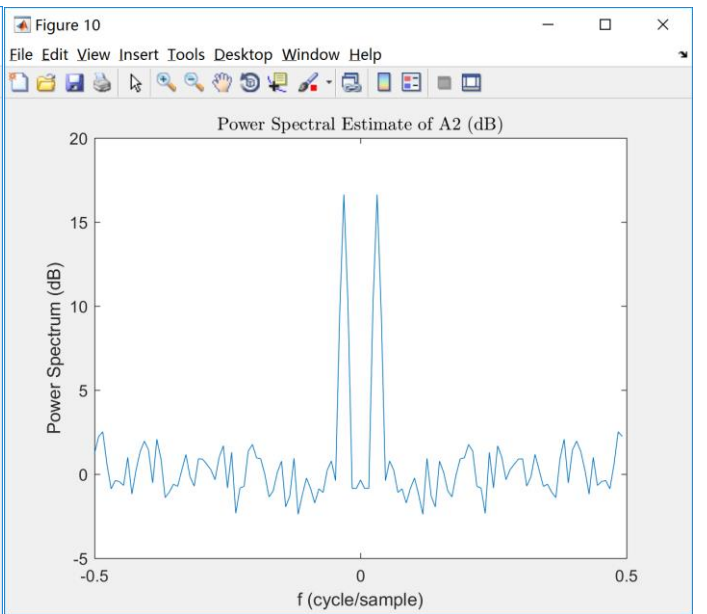 Figure 10
File Edit View Insert Tools Desktop Window Help
Power Spectral Estimate of A2 (dB)
20
15
10
5
0
-5
Power Spectrum (dB)
-0.5 0 0.5
f (cycle/sample)